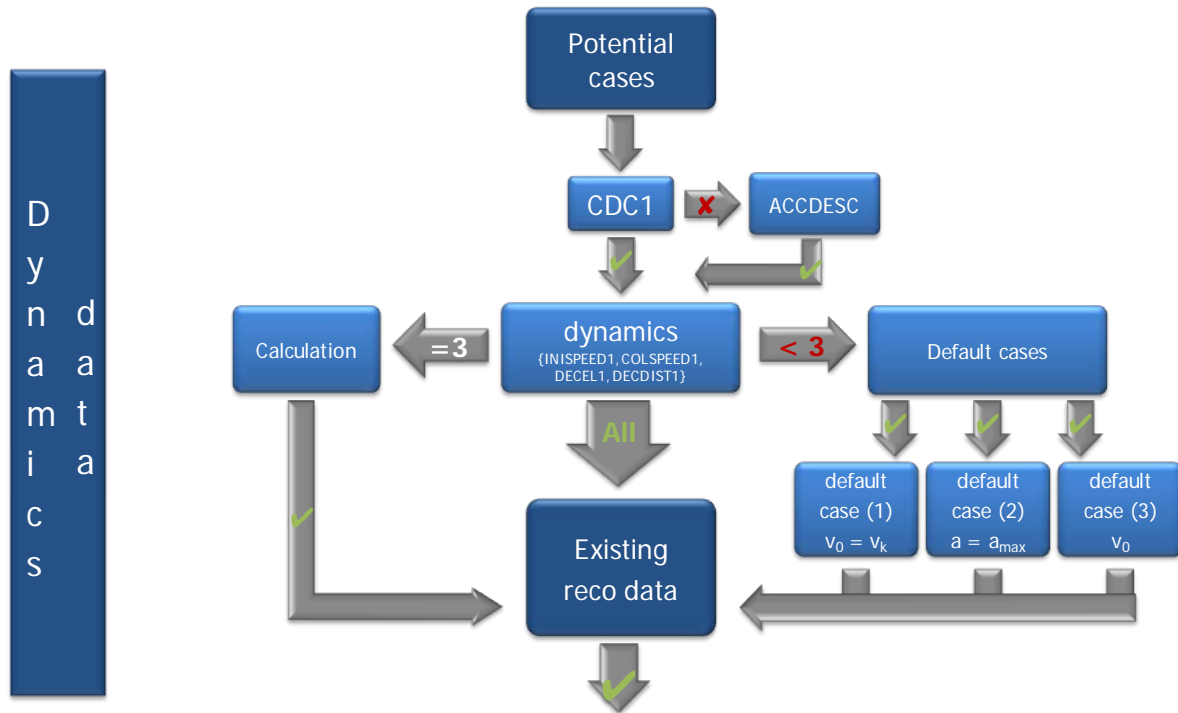 Dynamics
data
Potential
cases
CDC1
✘
ACCDESC
✔
✔
Calculation
=3
dynamics
{INISPEED1, COLSPEED1,
DECEL1, DECDIST1}
< 3
Default cases
All
✔
✔
✔
✔
default
case (1)
v₀ = vₖ
default
case (2)
a = aₘₐₓ
default
case (3)
v₀
Existing
reco data
✔